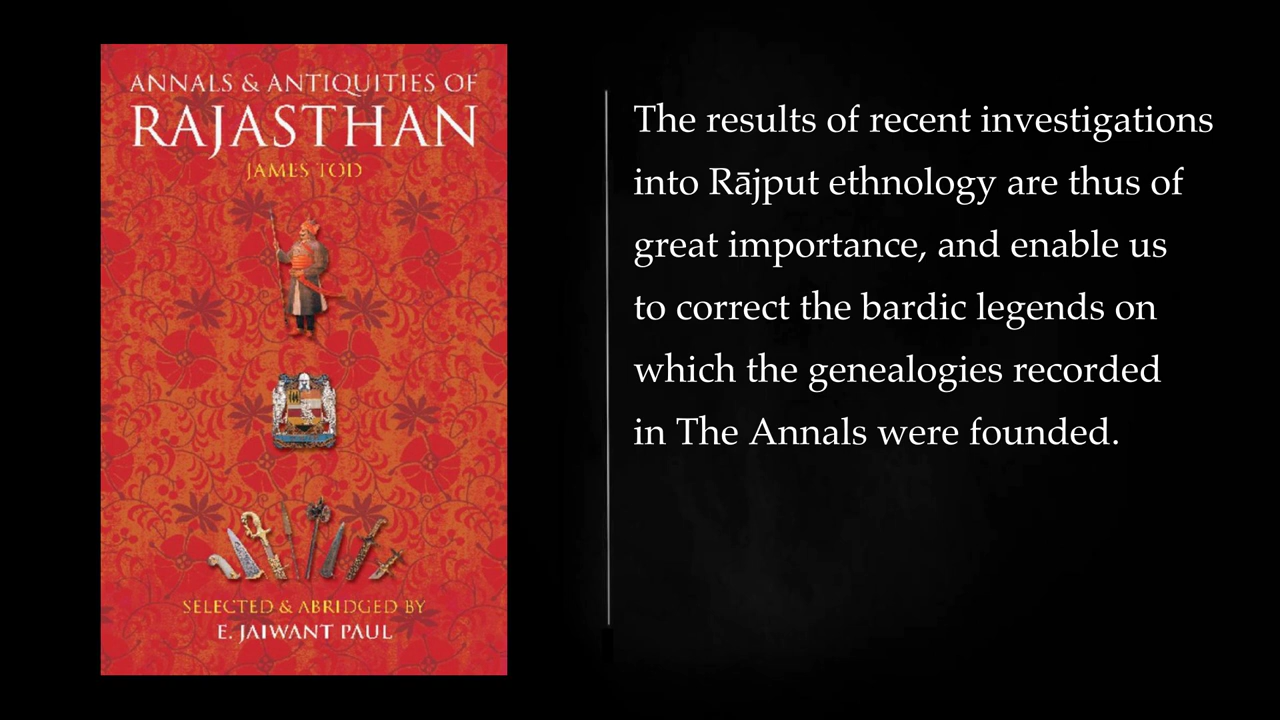 ANNALS & ANTIQUITIES OF
RAJASTHAN
JAMES TOD
SELECTED & ABRIDGED BY
E. JAIWANT PAUL
The results of recent investigations
into Rājput ethnology are thus of
great importance, and enable us
to correct the bardic legends on
which the genealogies recorded
in The Annals were founded.